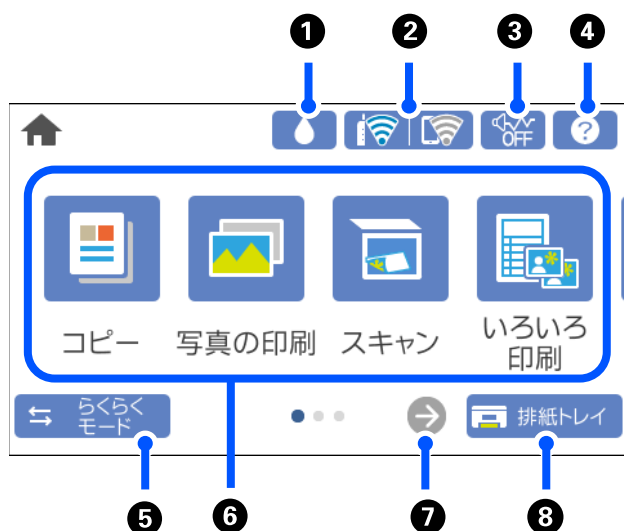 1 2 3 4
OFF ?
コピー 写真の印刷 スキャン いろいろ
印刷
らくらく
モード 排紙トレイ
5 6 7 8